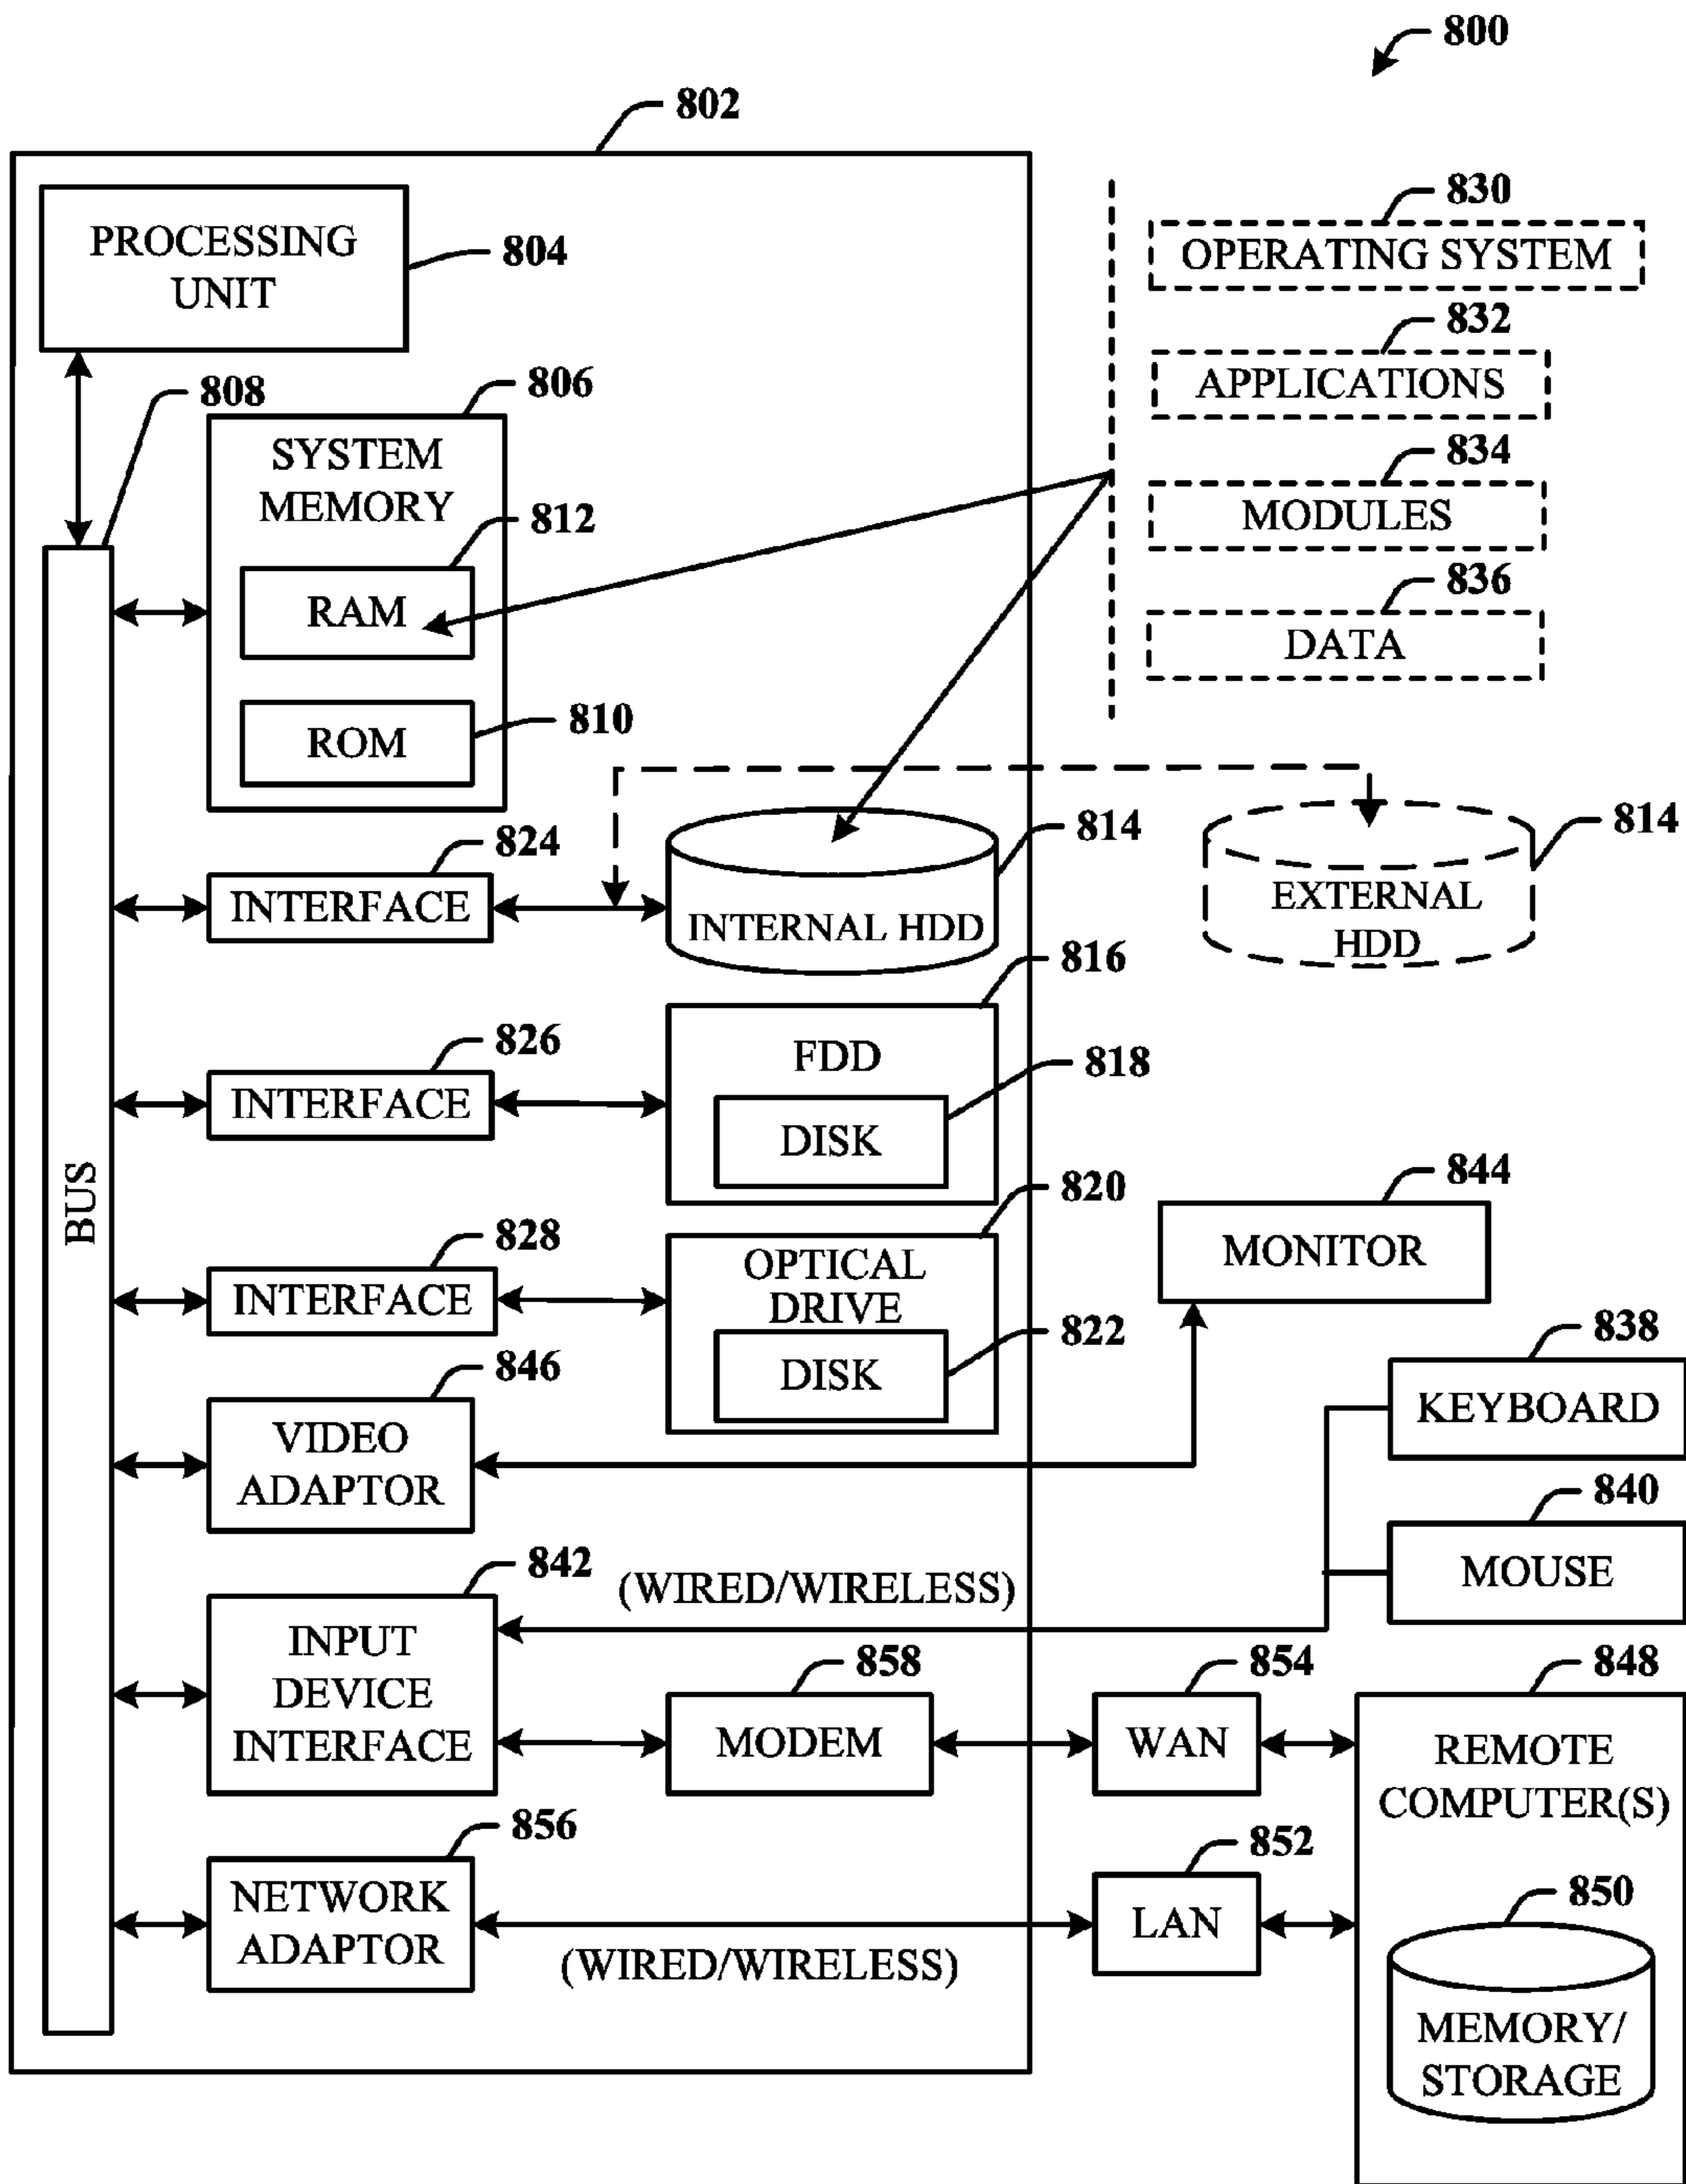 800
802
PROCESSING
UNIT
804
830
OPERATING SYSTEM
832
APPLICATIONS
834
MODULES
836
DATA
808
806
SYSTEM
MEMORY
812
RAM
810
ROM
824
INTERFACE
814
INTERNAL HDD
814
EXTERNAL
HDD
826
INTERFACE
816
FDD
818
DISK
BUS
828
INTERFACE
820
OPTICAL
DRIVE
822
DISK
844
MONITOR
846
VIDEO
ADAPTOR
838
KEYBOARD
840
MOUSE
842
(WIRED/WIRELESS)
INPUT
DEVICE
INTERFACE
858
MODEM
854
WAN
848
REMOTE
COMPUTER(S)
856
NETWORK
ADAPTOR
(WIRED/WIRELESS)
852
LAN
850
MEMORY/
STORAGE